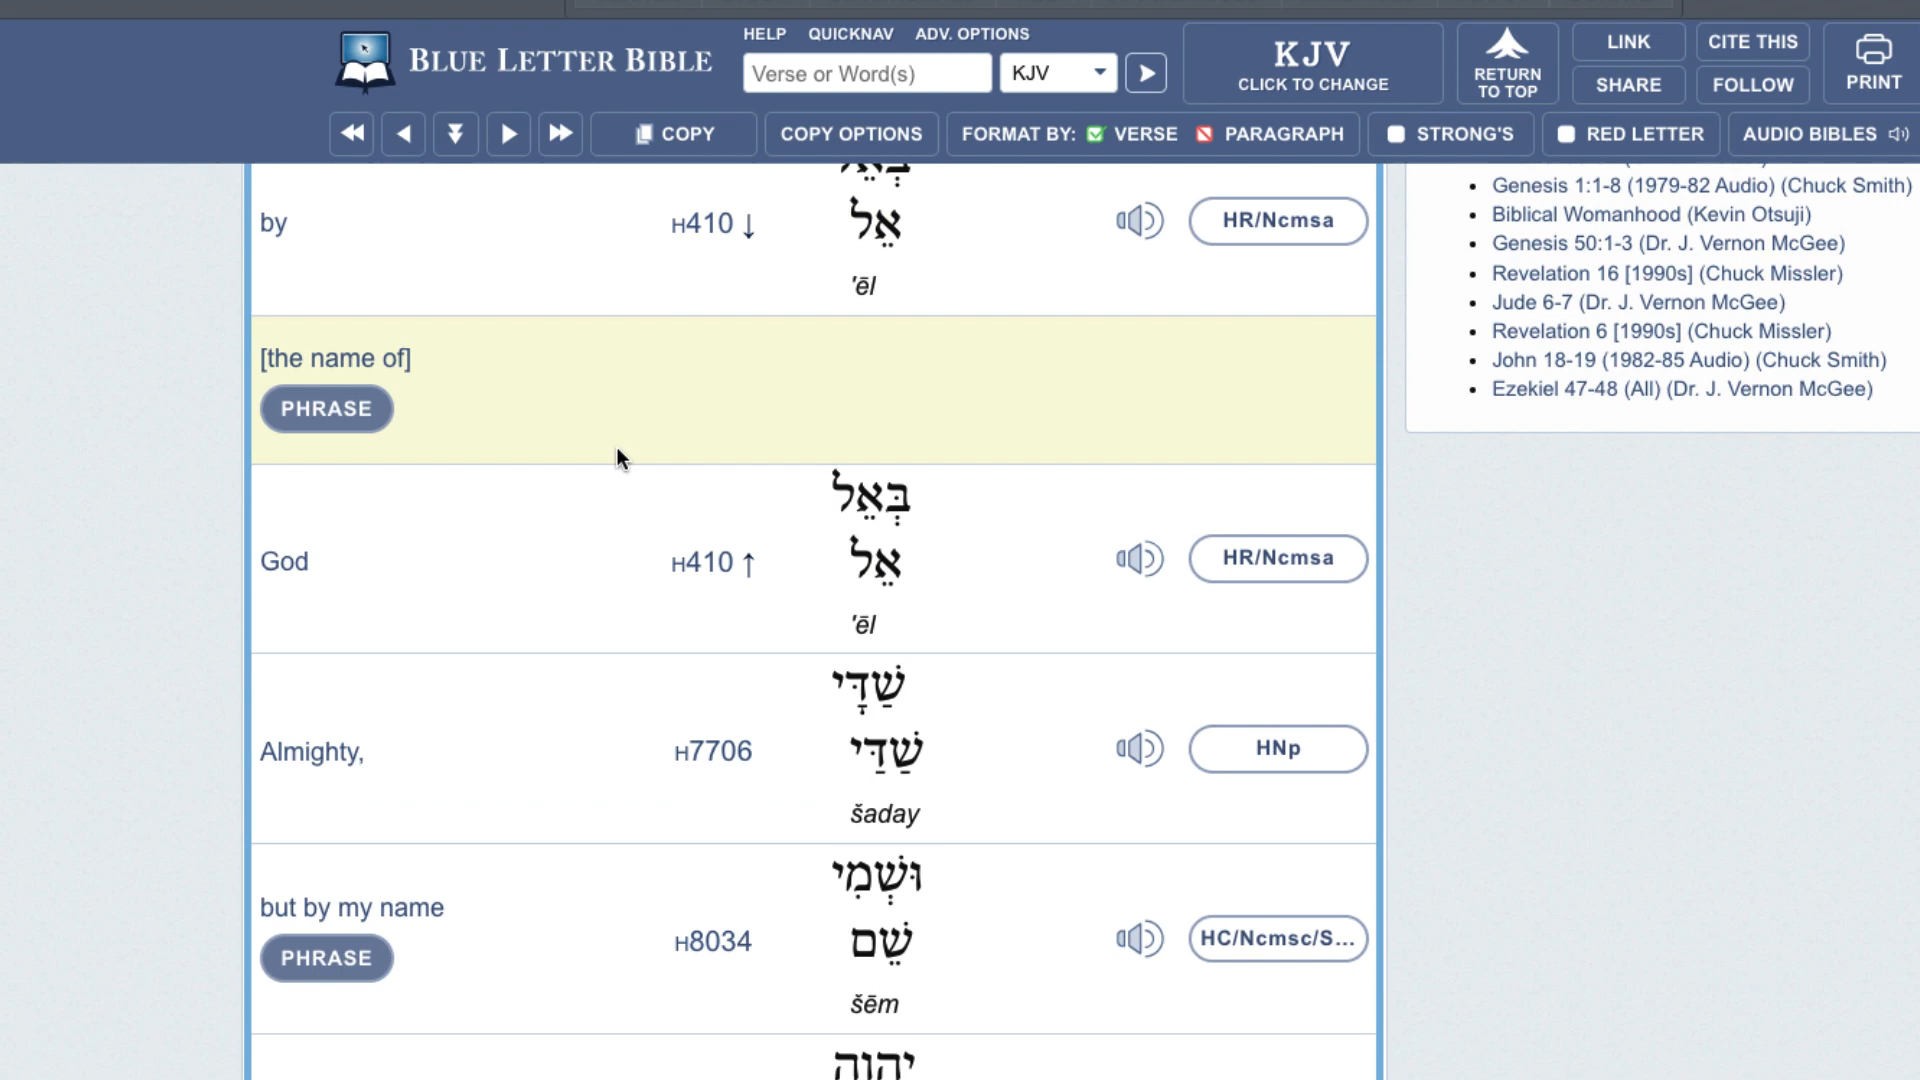 BLUE LETTER BIBLE
HELP QUICKNAV ADV. OPTIONS
Verse or Word(s) KJV
KJV
CLICK TO CHANGE
RETURN
TO TOP
LINK
CITE THIS
SHARE
FOLLOW
PRINT
COPY
COPY OPTIONS
FORMAT BY: VERSE PARAGRAPH
STRONG'S
RED LETTER
AUDIO BIBLES
by H410 ↓
אֵל
'ēl
HR/Ncmsa
[the name of]
PHRASE
God H410 ↑
בְּאֵל
אֵל
'ēl
HR/Ncmsa
Almighty, H7706
שַׁדָּי
שַׁדַּי
šaday
HNp
but by my name
PHRASE
H8034
וּשְׁמִי
שֵׁם
šēm
HC/Ncmsc/S...
יהוה
Genesis 1:1-8 (1979-82 Audio) (Chuck Smith)
Biblical Womanhood (Kevin Otsuji)
Genesis 50:1-3 (Dr. J. Vernon McGee)
Revelation 16 [1990s] (Chuck Missler)
Jude 6-7 (Dr. J. Vernon McGee)
Revelation 6 [1990s] (Chuck Missler)
John 18-19 (1982-85 Audio) (Chuck Smith)
Ezekiel 47-48 (All) (Dr. J. Vernon McGee)